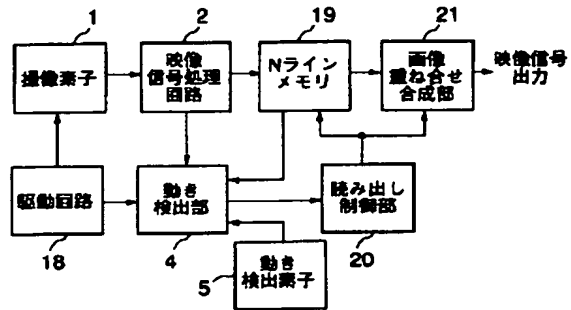 1
2
19
21
撮像素子
映像
信号処理
回路
Nライン
メモリ
画像
重ね合せ
合成部
映像信号
出力
駆動回路
動き
検出部
読み出し
制御部
18
4
20
5
動き
検出素子